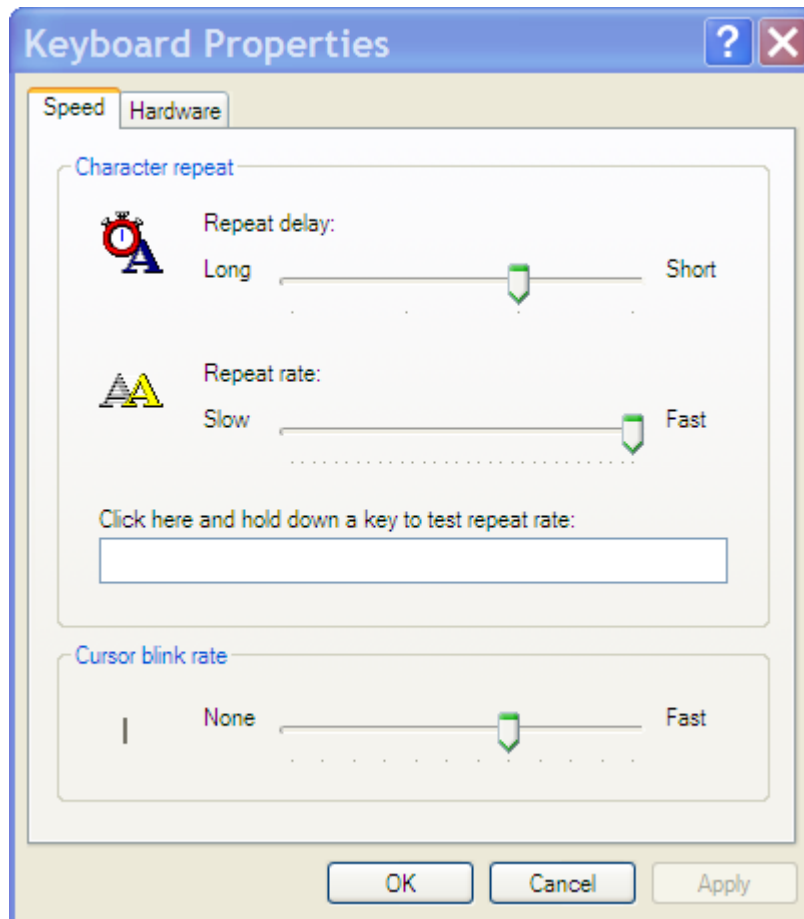 Keyboard Properties
Speed Hardware
Character repeat
Repeat delay:
Long Short
Repeat rate:
Slow Fast
Click here and hold down a key to test repeat rate:
Cursor blink rate
None Fast
OK Cancel Apply